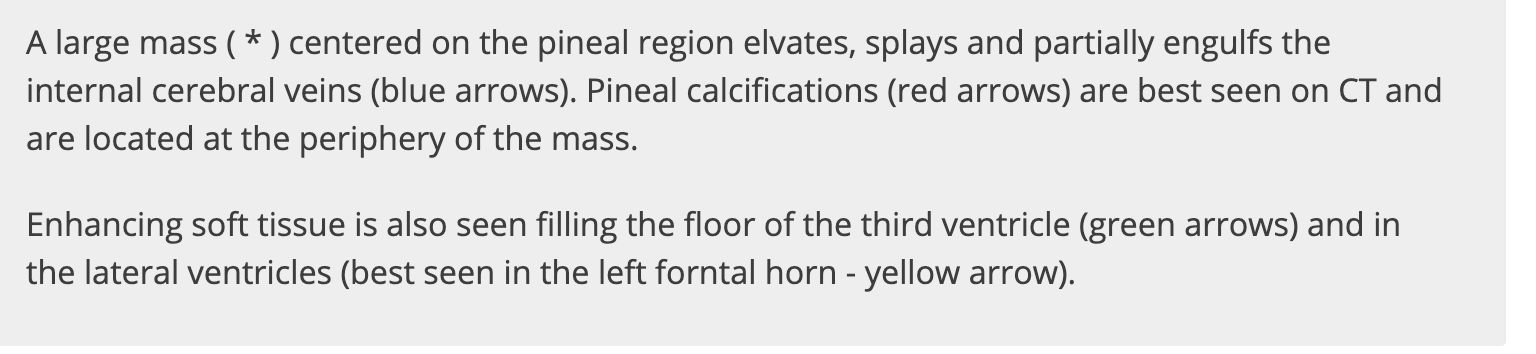 A large mass ( * ) centered on the pineal region elvates, splays and partially engulfs the
internal cerebral veins (blue arrows). Pineal calcifications (red arrows) are best seen on CT and
are located at the periphery of the mass.
Enhancing soft tissue is also seen filling the floor of the third ventricle (green arrows) and in
the lateral ventricles (best seen in the left forntal horn - yellow arrow).